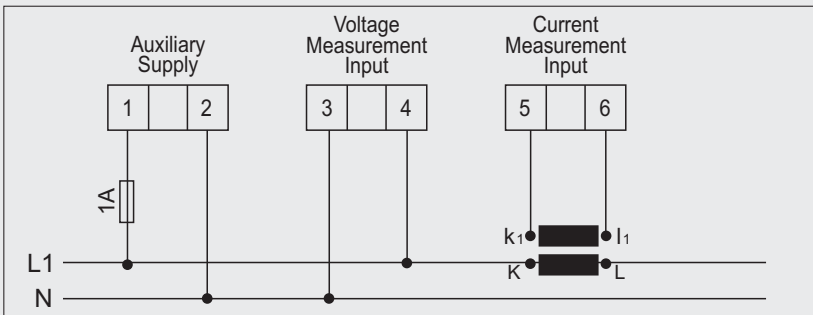 Auxiliary
Supply
Voltage
Measurement
Input
Current
Measurement
Input
1 2 3 4 5 6
1A
k1 l1
L1 K L
N